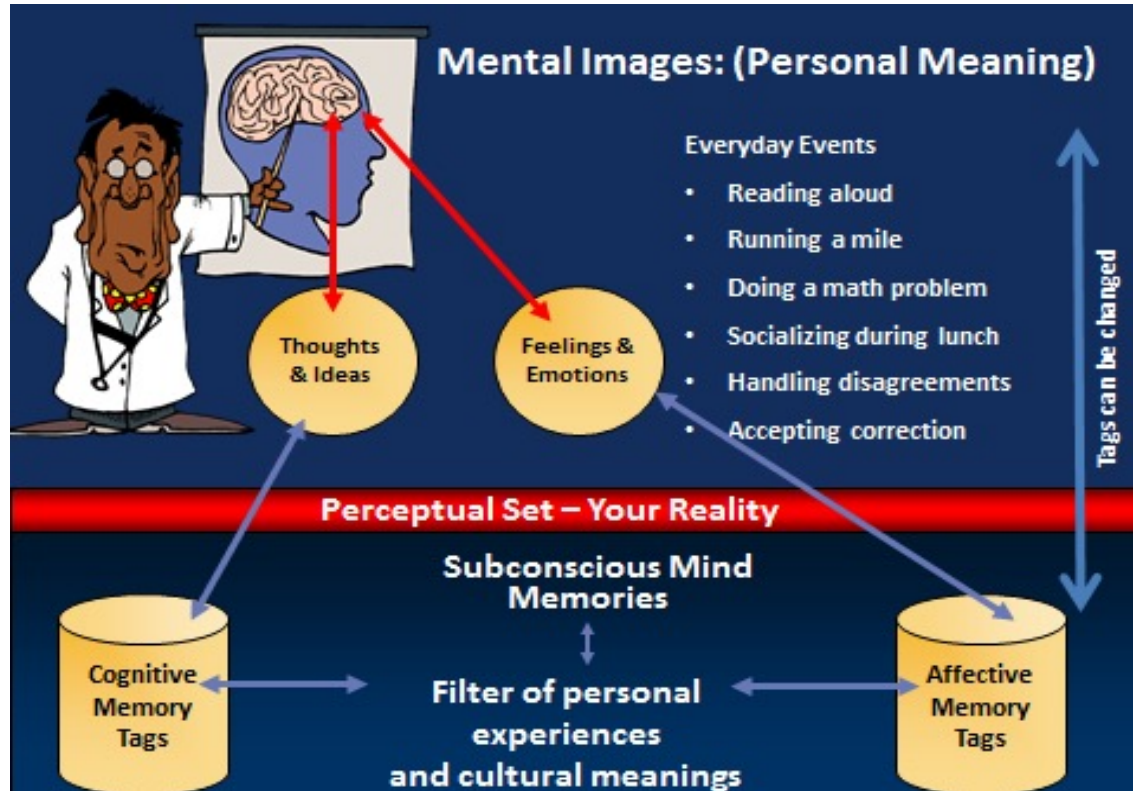 Mental Images: (Personal Meaning)
Everyday Events
• Reading aloud
• Running a mile
• Doing a math problem
• Socializing during lunch
• Handling disagreements
• Accepting correction
Tags can be changed
Thoughts
& Ideas
Feelings &
Emotions
Perceptual Set – Your Reality
Subconscious Mind
Memories
Cognitive
Memory
Tags
Filter of personal
experiences
and cultural meanings
Affective
Memory
Tags